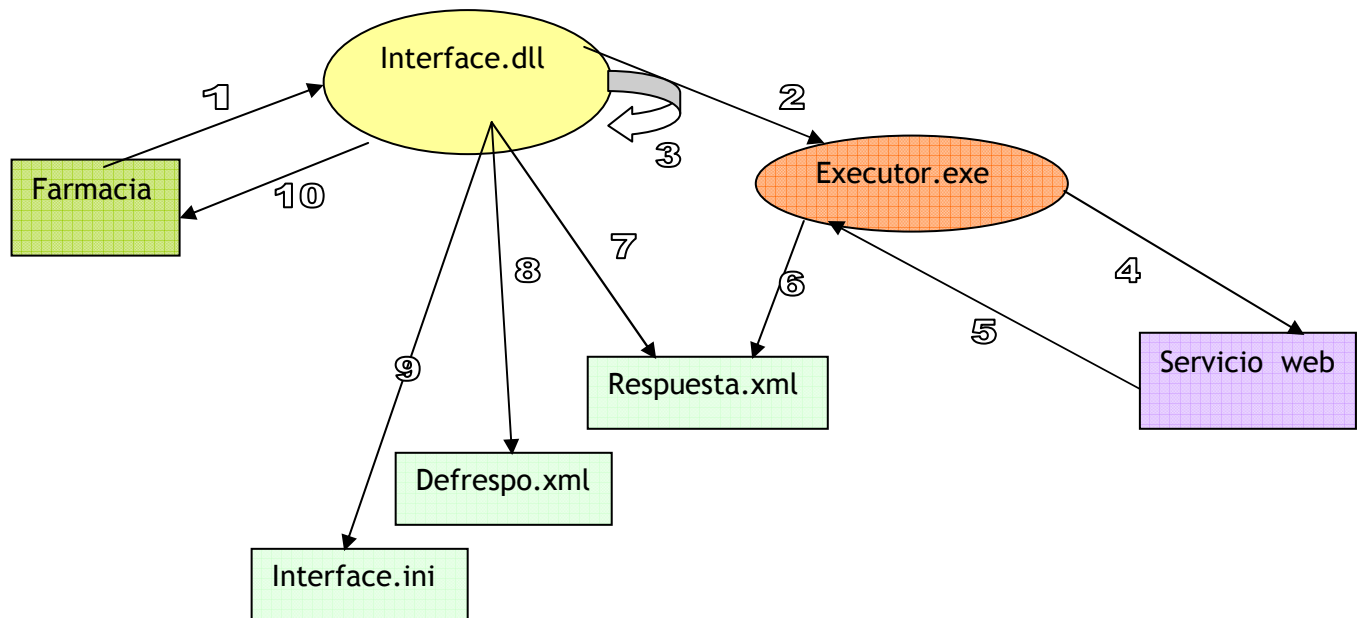 Interface.dll
1
2
3
Executor.exe
Farmacia
10
7
8
6
4
5
9
Servicio web
Respuesta.xml
Defrespo.xml
Interface.ini